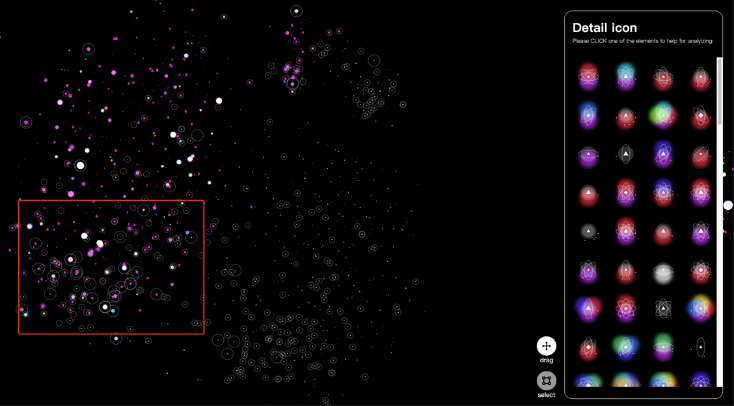 Detail icon
Please CLICK one of the elements to help for analyzing
drag
select